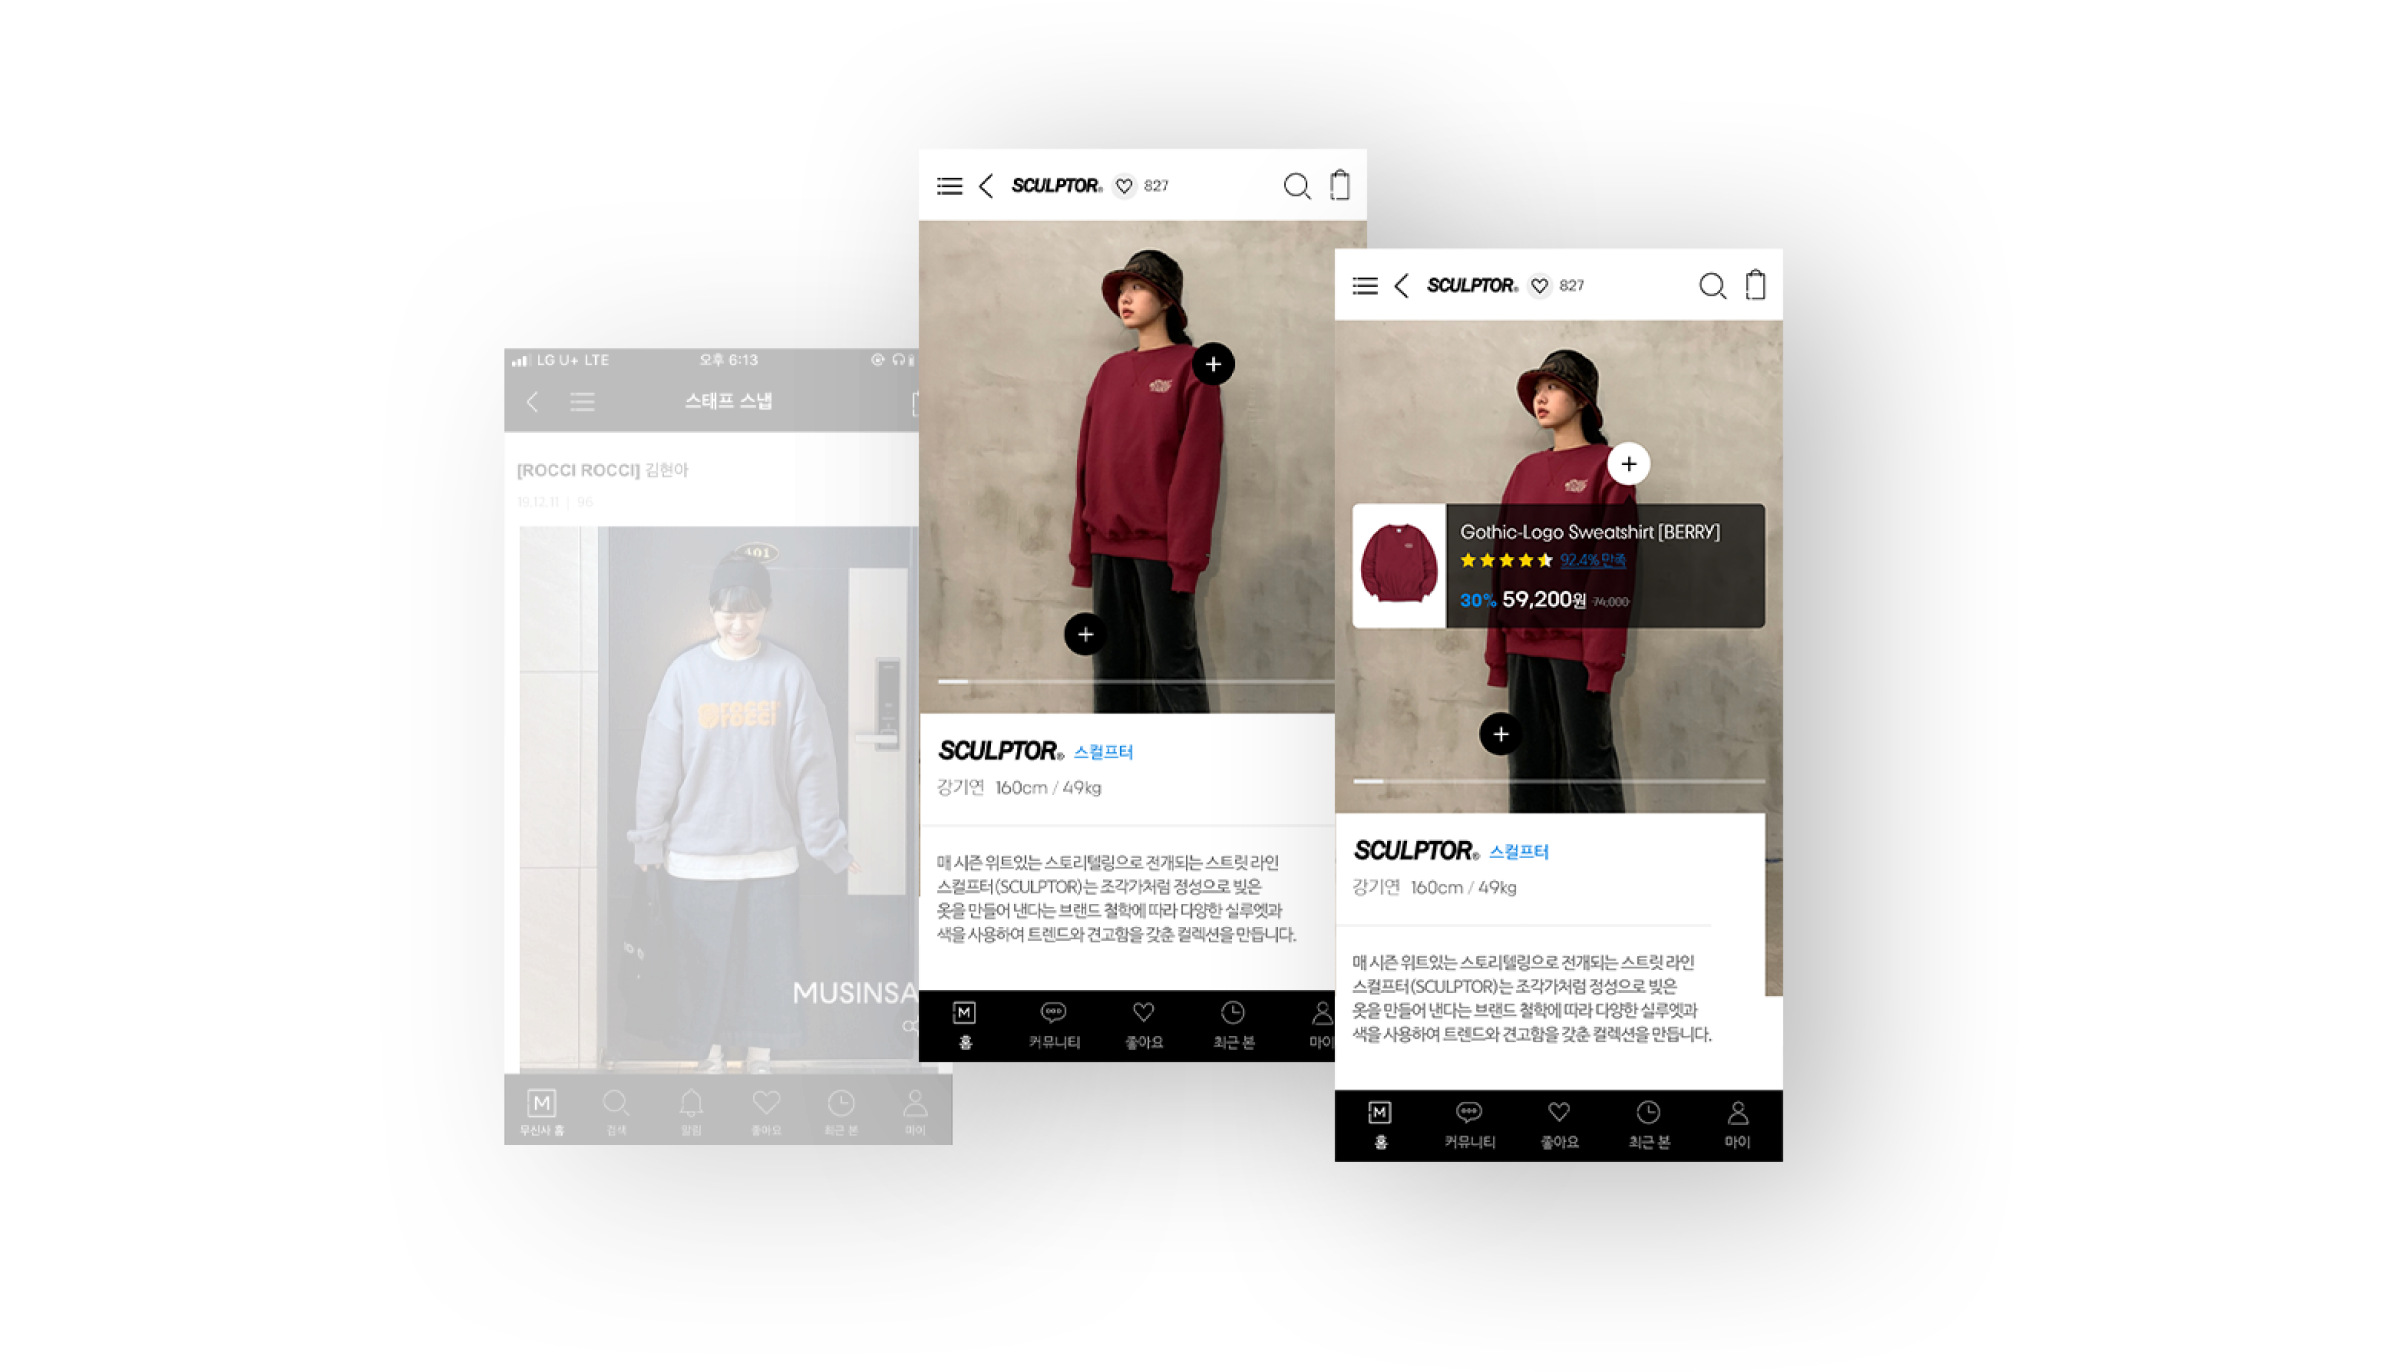 LG U+ LTE
오후 6:13
스태프 스냅
[ROCCI ROCCI] 김현아
19.12.11 | 96
401
rocci
rocci
MUSINSA
무신사 홈
검색
알림
좋아요
최근 본
마이
SCULPTOR®
827
SCULPTOR® 스컬프터
강기연 160cm / 49kg
매 시즌 위트있는 스토리텔링으로 전개되는 스트릿 라인
스컬프터(SCULPTOR)는 조각가처럼 정성으로 빚은
옷을 만들어 낸다는 브랜드 철학에 따라 다양한 실루엣과
색을 사용하여 트렌드와 견고함을 갖춘 컬렉션을 만듭니다.
M
홈
커뮤니티
좋아요
최근 본
마이
SCULPTOR®
827
Gothic-Logo Sweatshirt [BERRY]
92.4% 만족
30% 59,200원 74,000
SCULPTOR® 스컬프터
강기연 160cm / 49kg
매 시즌 위트있는 스토리텔링으로 전개되는 스트릿 라인
스컬프터(SCULPTOR)는 조각가처럼 정성으로 빚은
옷을 만들어 낸다는 브랜드 철학에 따라 다양한 실루엣과
색을 사용하여 트렌드와 견고함을 갖춘 컬렉션을 만듭니다.
M
홈
커뮤니티
좋아요
최근 본
마이